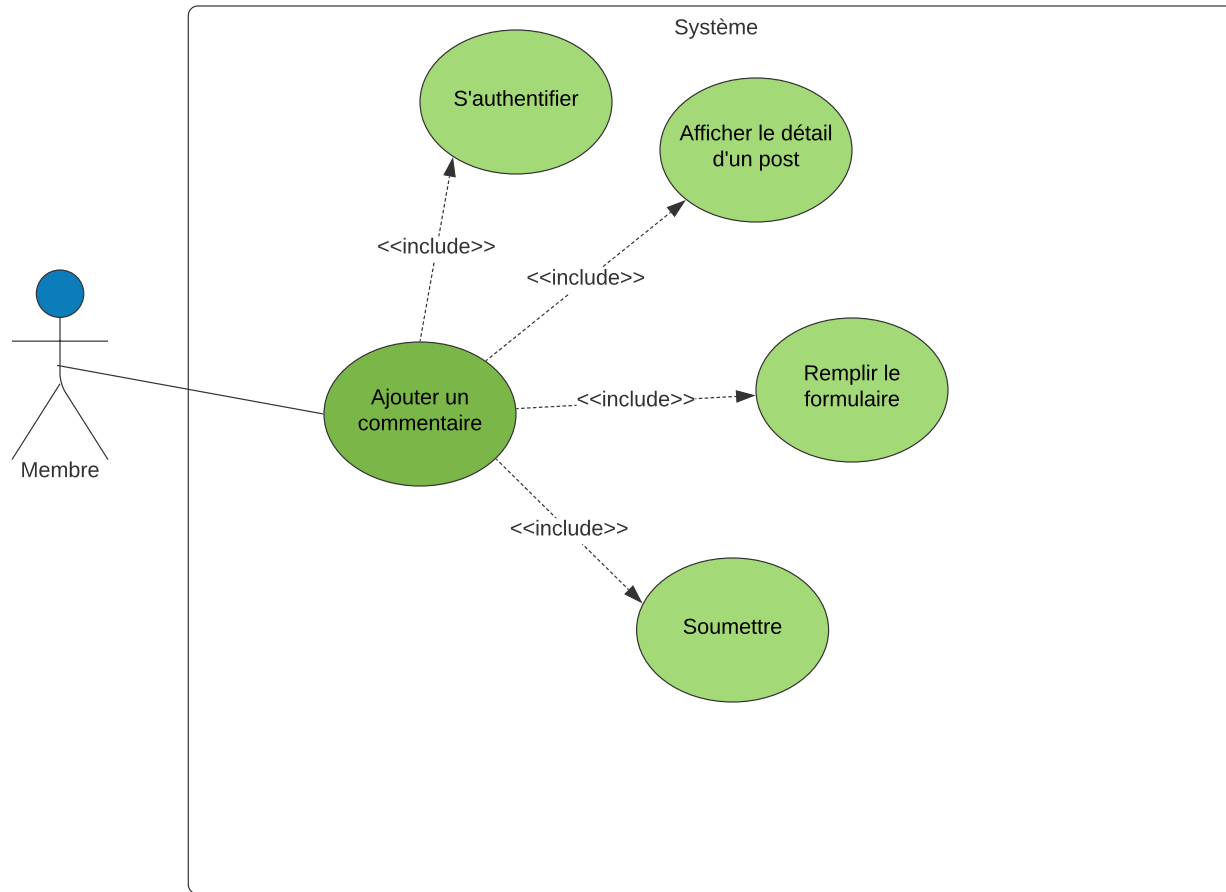 Système
S'authentifier
Afficher le détail
d'un post
<<include>>
<<include>>
Remplir le
formulaire
<<include>>
Ajouter un
commentaire
Membre
<<include>>
Soumettre